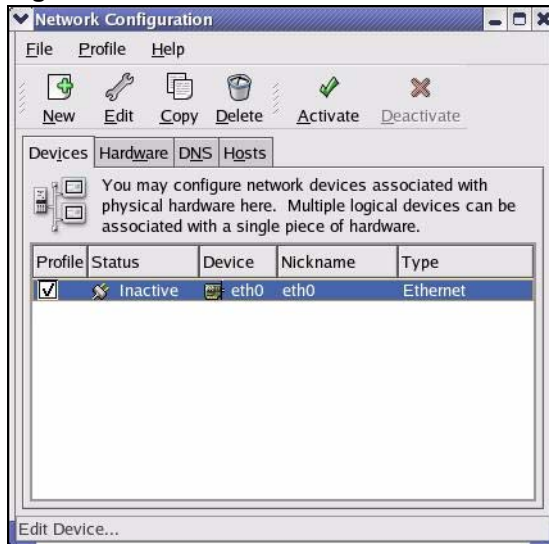 Network Configuration
File Profile Help
New Edit Copy Delete Activate Deactivate
Devices Hardware DNS Hosts
You may configure network devices associated with
physical hardware here. Multiple logical devices can be
associated with a single piece of hardware.
Profile Status Device Nickname Type
Inactive eth0 eth0 Ethernet
Edit Device...